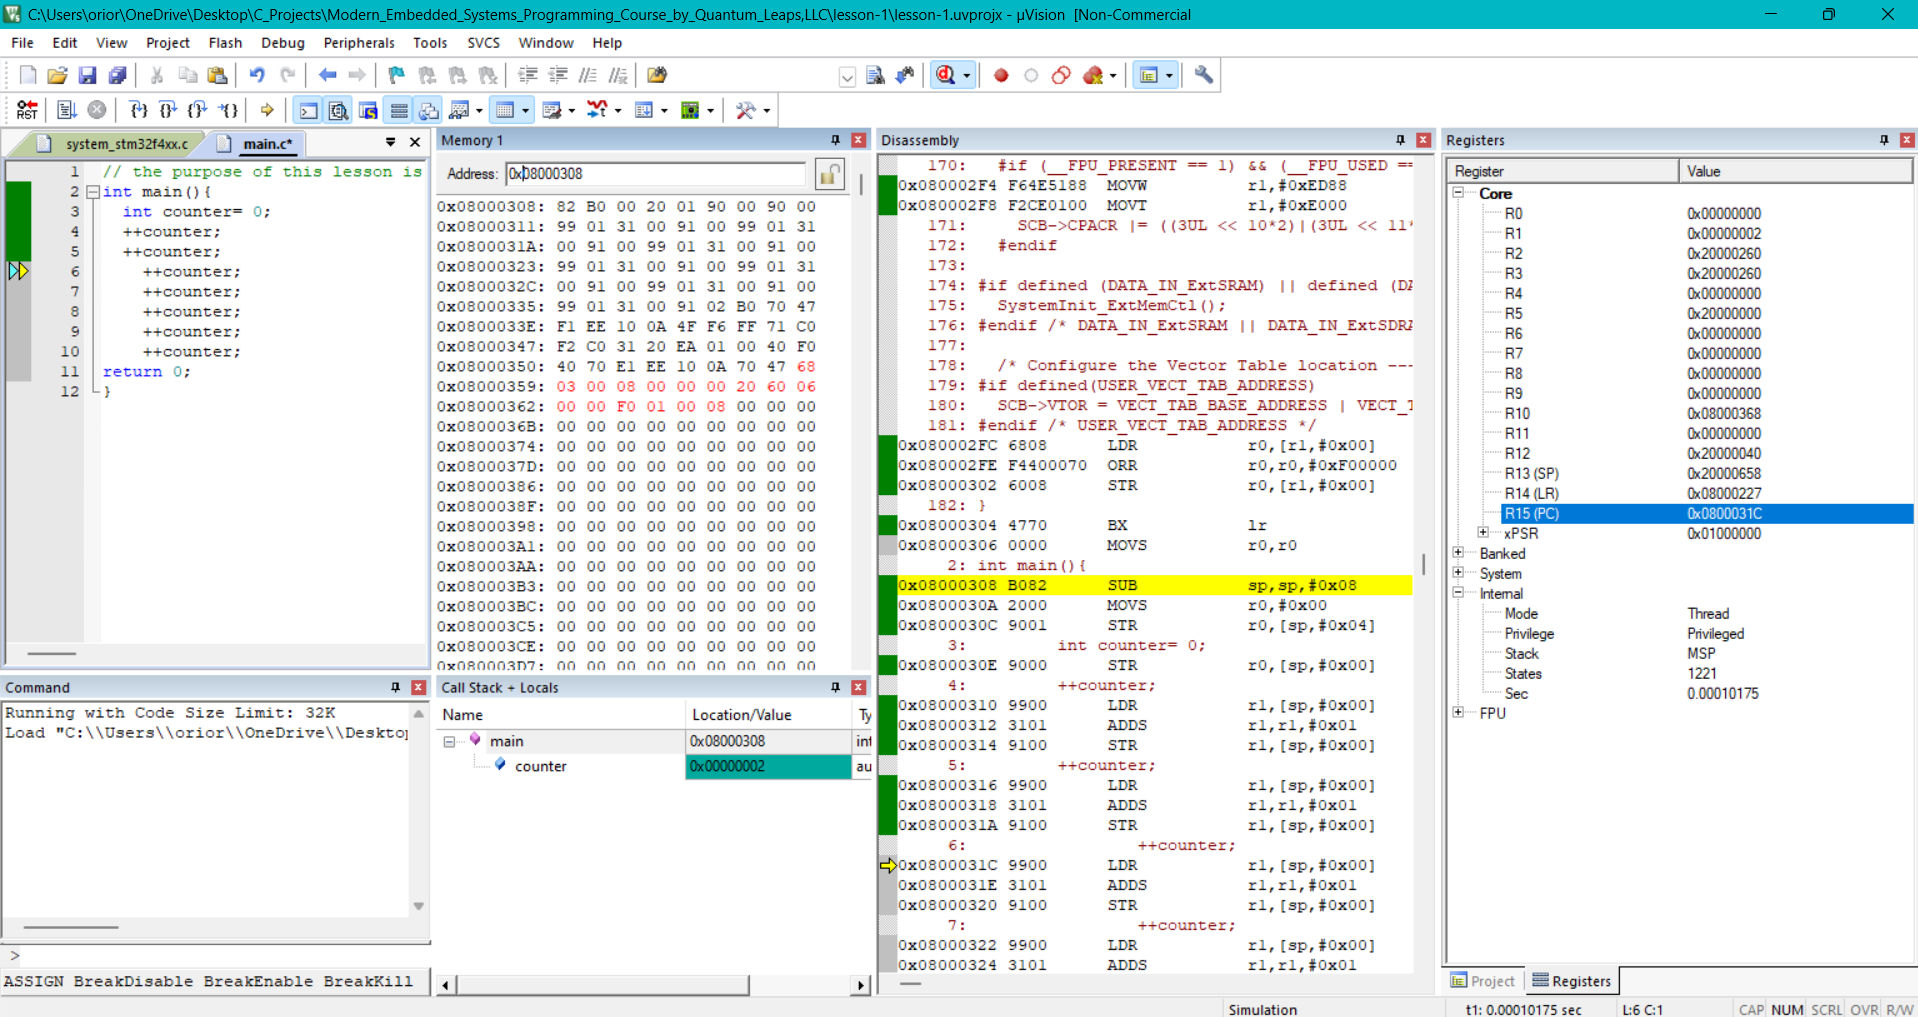 C:\Users\orior\OneDrive\Desktop\C_Projects\Modern_Embedded_Systems_Programming_Course_by_Quantum_Leaps,LLC\lesson-1\lesson-1.uvprojx - µVision  [Non-Commercial
File Edit View Project Flash Debug Peripherals Tools SVCS Window Help
RST
system_stm32f4xx.c main.c*
1 // the purpose of this lesson is
2 int main(){
3 int counter= 0;
4 ++counter;
5 ++counter;
6 ++counter;
7 ++counter;
8 ++counter;
9 ++counter;
10 ++counter;
11 return 0;
12 }
Memory 1
Address: 0x08000308
0x08000308: 82 B0 00 20 01 90 00 90 00
0x08000311: 99 01 31 00 91 00 99 01 31
0x0800031A: 00 91 00 99 01 31 00 91 00
0x08000323: 99 01 31 00 91 00 99 01 31
0x0800032C: 00 91 00 99 01 31 00 91 00
0x08000335: 99 01 31 00 91 02 B0 70 47
0x0800033E: F1 EE 10 0A 4F F6 FF 71 C0
0x08000347: F2 C0 31 20 EA 01 00 40 F0
0x08000350: 40 70 E1 EE 10 0A 70 47 68
0x08000359: 03 00 08 00 00 00 20 60 06
0x08000362: 00 00 F0 01 00 08 00 00 00
0x0800036B: 00 00 00 00 00 00 00 00 00
0x08000374: 00 00 00 00 00 00 00 00 00
0x0800037D: 00 00 00 00 00 00 00 00 00
0x08000386: 00 00 00 00 00 00 00 00 00
0x0800038F: 00 00 00 00 00 00 00 00 00
0x08000398: 00 00 00 00 00 00 00 00 00
0x080003A1: 00 00 00 00 00 00 00 00 00
0x080003AA: 00 00 00 00 00 00 00 00 00
0x080003B3: 00 00 00 00 00 00 00 00 00
0x080003BC: 00 00 00 00 00 00 00 00 00
0x080003C5: 00 00 00 00 00 00 00 00 00
0x080003CE: 00 00 00 00 00 00 00 00 00
0x080003D7: 00 00 00 00 00 00 00 00 00
Disassembly
170: #if (__FPU_PRESENT == 1) && (__FPU_USED ==
0x080002F4 F64E5188 MOVW r1,#0xED88
0x080002F8 F2CE0100 MOVT r1,#0xE000
171: SCB->CPACR |= ((3UL << 10*2)|(3UL << 11*
172: #endif
173:
174: #if defined (DATA_IN_ExtSRAM) || defined (DA
175: SystemInit_ExtMemCtl();
176: #endif /* DATA_IN_ExtSRAM || DATA_IN_ExtSDRA
177:
178: /* Configure the Vector Table location ---
179: #if defined(USER_VECT_TAB_ADDRESS)
180: SCB->VTOR = VECT_TAB_BASE_ADDRESS | VECT_T
181: #endif /* USER_VECT_TAB_ADDRESS */
0x080002FC 6808 LDR r0,[r1,#0x00]
0x080002FE F4400070 ORR r0,r0,#0xF00000
0x08000302 6008 STR r0,[r1,#0x00]
182: }
0x08000304 4770 BX lr
0x08000306 0000 MOVS r0,r0
2: int main(){
0x08000308 B082 SUB sp,sp,#0x08
0x0800030A 2000 MOVS r0,#0x00
0x0800030C 9001 STR r0,[sp,#0x04]
3: int counter= 0;
0x0800030E 9000 STR r0,[sp,#0x00]
4: ++counter;
0x08000310 9900 LDR r1,[sp,#0x00]
0x08000312 3101 ADDS r1,r1,#0x01
0x08000314 9100 STR r1,[sp,#0x00]
5: ++counter;
0x08000316 9900 LDR r1,[sp,#0x00]
0x08000318 3101 ADDS r1,r1,#0x01
0x0800031A 9100 STR r1,[sp,#0x00]
6: ++counter;
0x0800031C 9900 LDR r1,[sp,#0x00]
0x0800031E 3101 ADDS r1,r1,#0x01
0x08000320 9100 STR r1,[sp,#0x00]
7: ++counter;
0x08000322 9900 LDR r1,[sp,#0x00]
0x08000324 3101 ADDS r1,r1,#0x01
Registers
Register Value
Core
R0 0x00000000
R1 0x00000002
R2 0x20000260
R3 0x20000260
R4 0x00000000
R5 0x20000000
R6 0x00000000
R7 0x00000000
R8 0x00000000
R9 0x00000000
R10 0x08000368
R11 0x00000000
R12 0x20000040
R13 (SP) 0x20000658
R14 (LR) 0x08000227
R15 (PC) 0x0800031C
xPSR 0x01000000
Banked
System
Internal
Mode Thread
Privilege Privileged
Stack MSP
States 1221
Sec 0.00010175
FPU
Project Registers
Command
Running with Code Size Limit: 32K
Load "C:\\Users\\orior\\OneDrive\\Desktop
>
ASSIGN BreakDisable BreakEnable BreakKill
Call Stack + Locals
Name Location/Value Ty
main 0x08000308 int
counter 0x00000002 au
Simulation t1: 0.00010175 sec L:6 C:1 CAP NUM SCRL OVR R/W